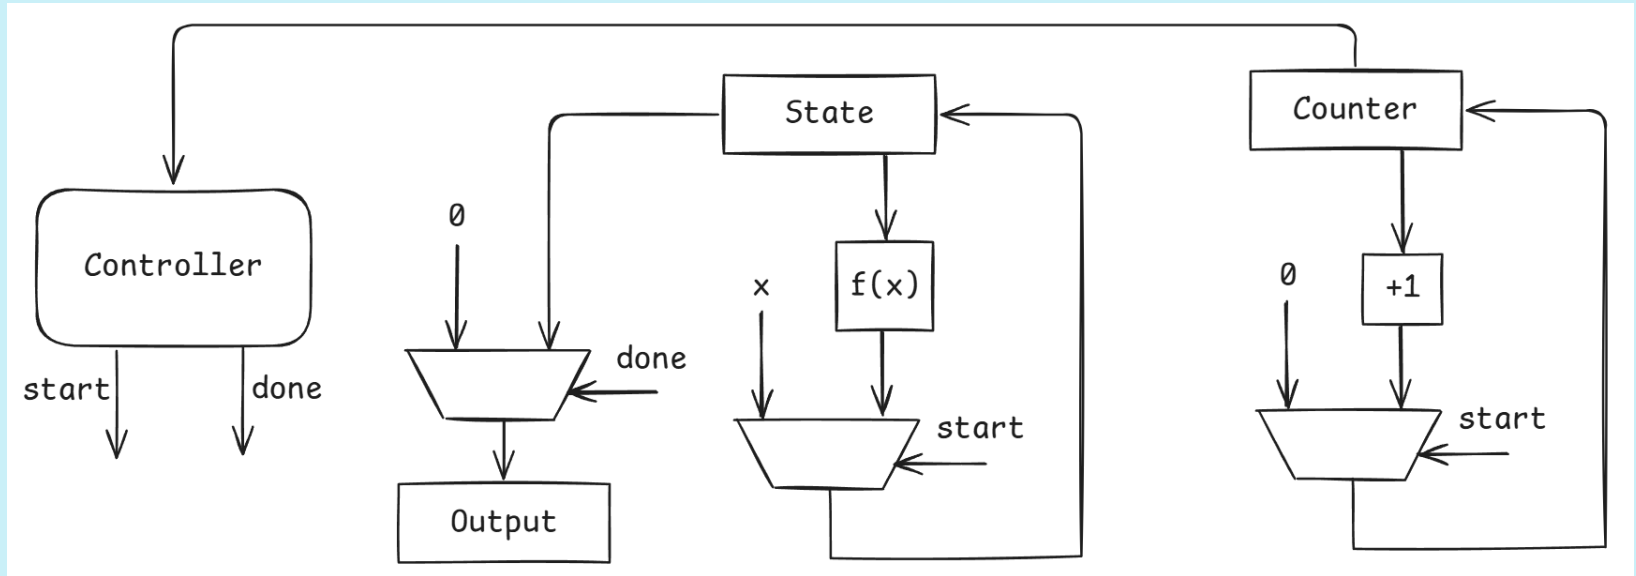 State
Counter
0
Controller
x
f(x)
0
+1
start
done
done
start
start
Output